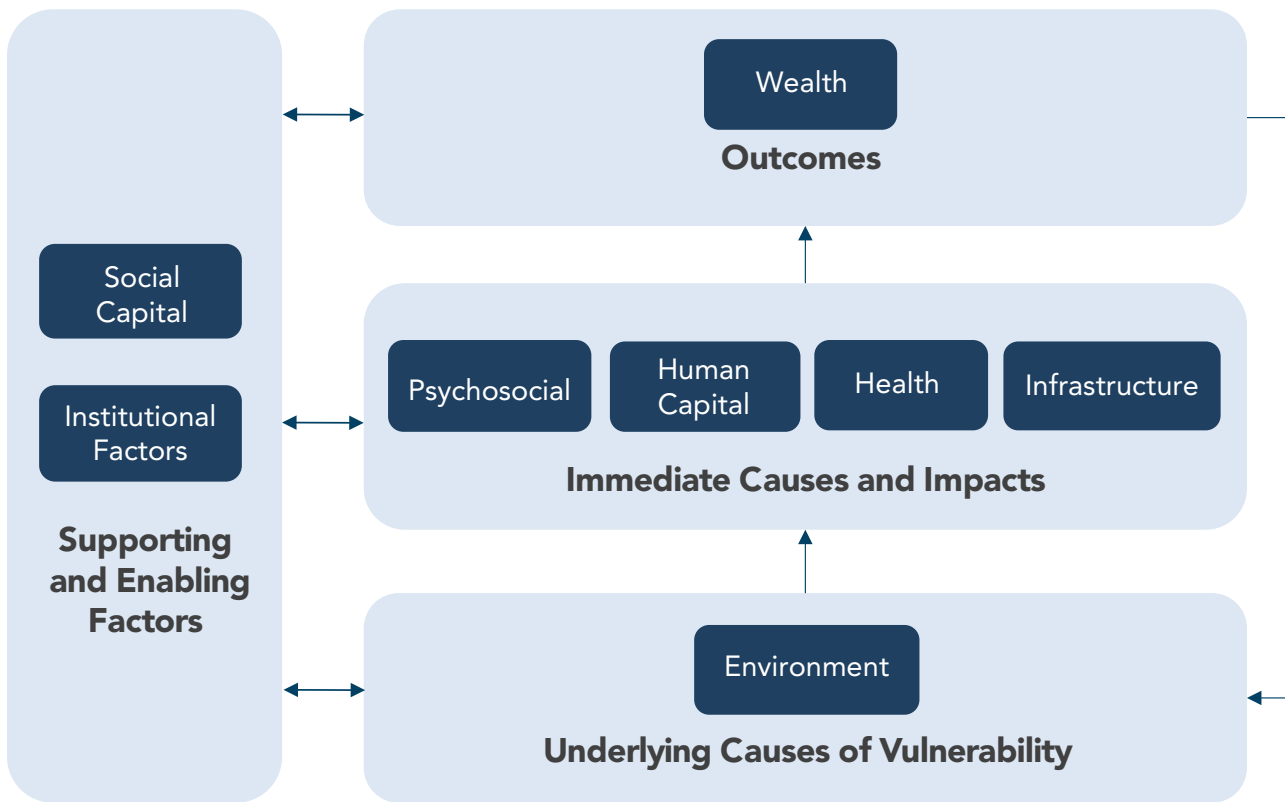 Social
Capital
Institutional
Factors
Supporting
and Enabling
Factors
Wealth
Outcomes
Psychosocial
Human
Capital
Health
Infrastructure
Immediate Causes and Impacts
Environment
Underlying Causes of Vulnerability